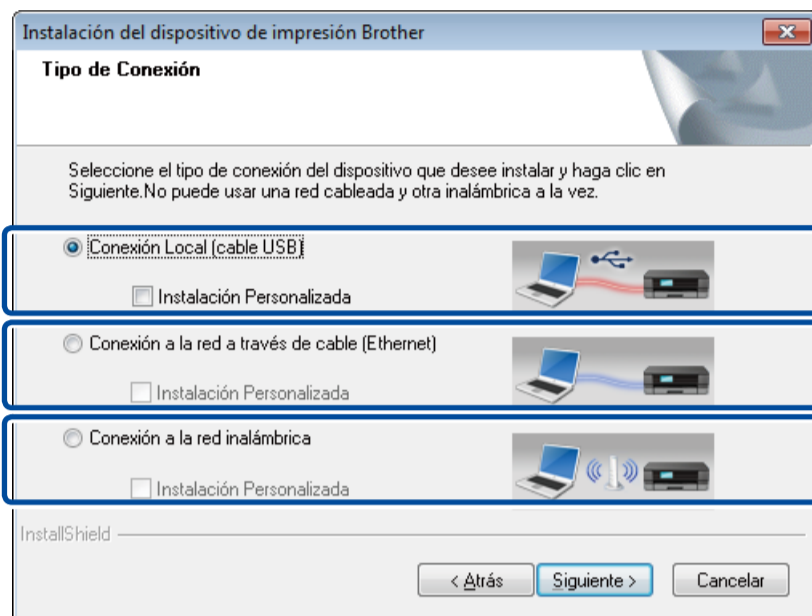 Instalación del dispositivo de impresión Brother
Tipo de Conexión
Seleccione el tipo de conexión del dispositivo que desee instalar y haga clic en
Siguiente.No puede usar una red cableada y otra inalámbrica a la vez.
Conexión Local (cable USB)
Instalación Personalizada
Conexión a la red a través de cable (Ethernet)
Instalación Personalizada
Conexión a la red inalámbrica
Instalación Personalizada
InstallShield
< Atrás Siguiente > Cancelar